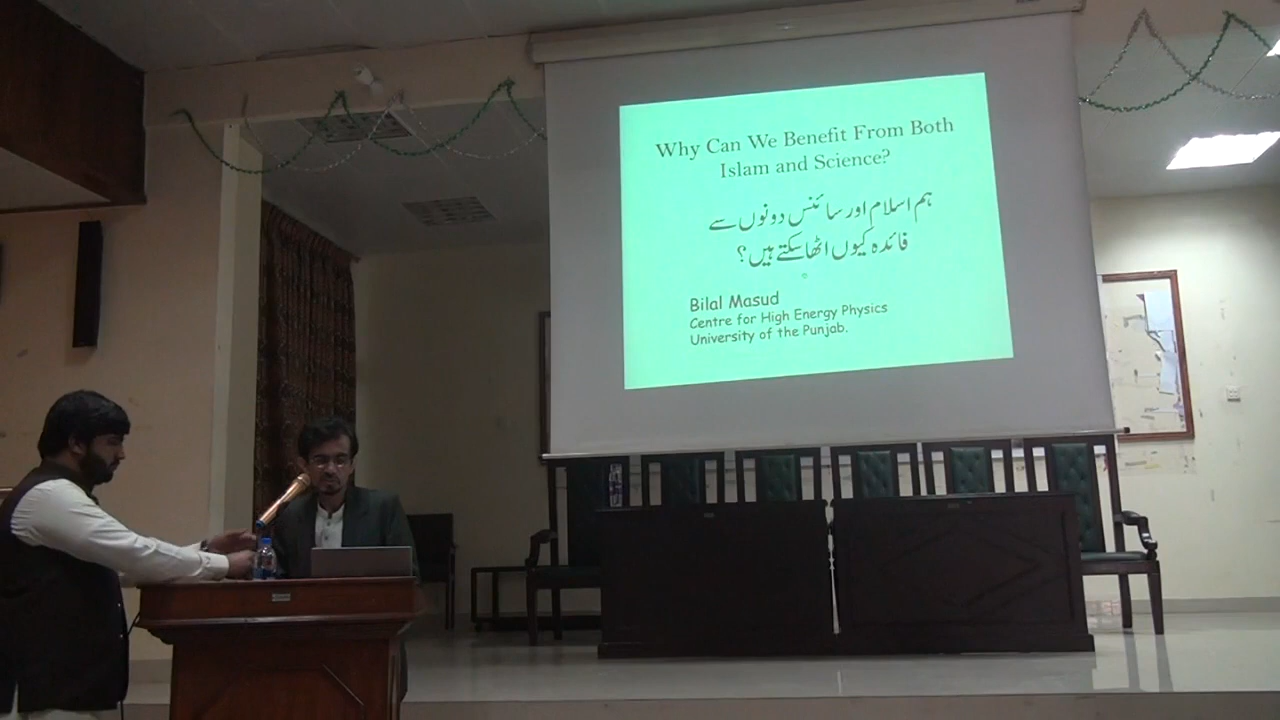 Why Can We Benefit From Both
Islam and Science?
ہم اسلام اور سائنس دونوں سے
فائدہ کیوں اٹھا سکتے ہیں؟
Bilal Masud
Centre for High Energy Physics
University of the Punjab.